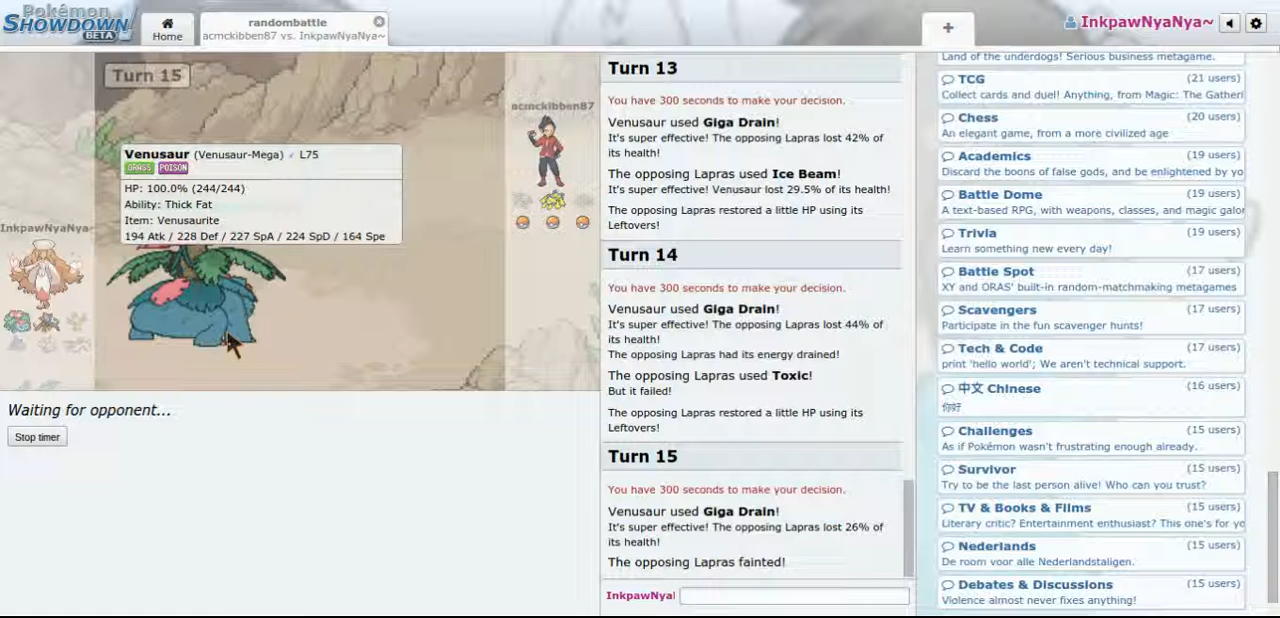 Pokémon
SHOWDOWN
BETA
Home
randombattle
acmckibben87 vs. InkpawNyaNya~
+
InkpawNyaNya~
Turn 15
acmckibben87
InkpawNyaNya~
Venusaur (Venusaur-Mega) ♂ L75
GRASS POISON
HP: 100.0% (244/244)
Ability: Thick Fat
Item: Venusaurite
194 Atk / 228 Def / 227 SpA / 224 SpD / 164 Spe
Waiting for opponent...
Stop timer
Turn 13
You have 300 seconds to make your decision.
Venusaur used Giga Drain!
It's super effective! The opposing Lapras lost 42% of
its health!
The opposing Lapras used Ice Beam!
It's super effective! Venusaur lost 29.5% of its health!
The opposing Lapras restored a little HP using its
Leftovers!
Turn 14
You have 300 seconds to make your decision.
Venusaur used Giga Drain!
It's super effective! The opposing Lapras lost 44% of
its health!
The opposing Lapras had its energy drained!
The opposing Lapras used Toxic!
But it failed!
The opposing Lapras restored a little HP using its
Leftovers!
Turn 15
You have 300 seconds to make your decision.
Venusaur used Giga Drain!
It's super effective! The opposing Lapras lost 26% of
its health!
The opposing Lapras fainted!
InkpawNya
Land of the underdogs! Serious business metagame.
TCG (21 users)
Collect cards and duel! Anything, from Magic: The Gatheri
Chess (20 users)
An elegant game, from a more civilized age
Academics (19 users)
Discard the boons of false gods, and be enlightened by yo
Battle Dome (19 users)
A text-based RPG, with weapons, classes, and magic galor
Trivia (19 users)
Learn something new every day!
Battle Spot (17 users)
XY and ORAS' built-in random-matchmaking metagames
Scavengers (17 users)
Participate in the fun scavenger hunts!
Tech & Code (17 users)
print 'hello world'; We aren't technical support.
中文 Chinese (16 users)
你好
Challenges (15 users)
As if Pokémon wasn't frustrating enough already.
Survivor (15 users)
Try to be the last person alive! Who can you trust?
TV & Books & Films (15 users)
Literary critic? Entertainment enthusiast? This one's for yo
Nederlands (15 users)
De room voor alle Nederlandstaligen.
Debates & Discussions (15 users)
Violence almost never fixes anything!